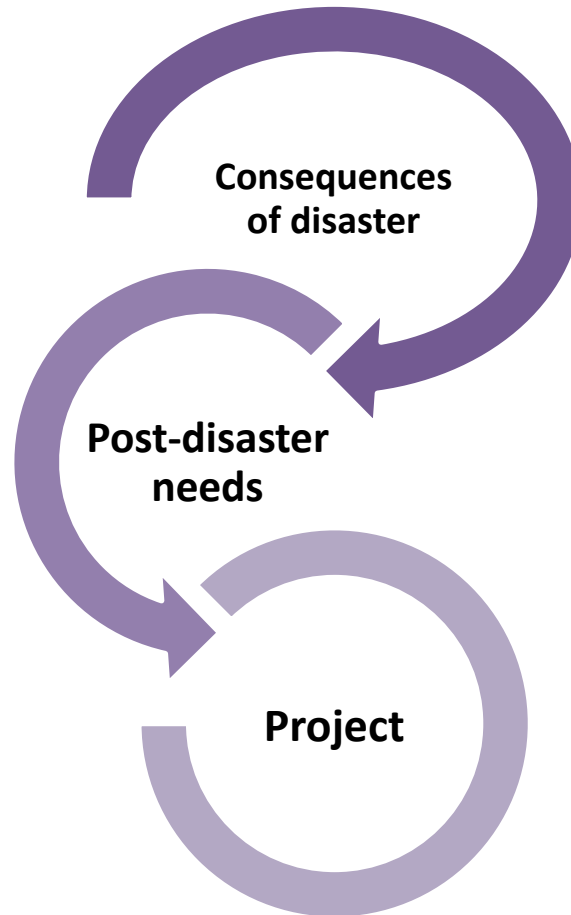 Consequences
of disaster
Post-disaster
needs
Project